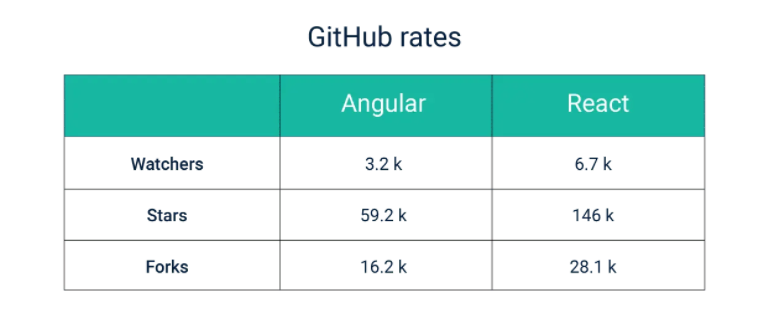 GitHub rates
Angular React
Watchers 3.2 k 6.7 k
Stars 59.2 k 146 k
Forks 16.2 k 28.1 k